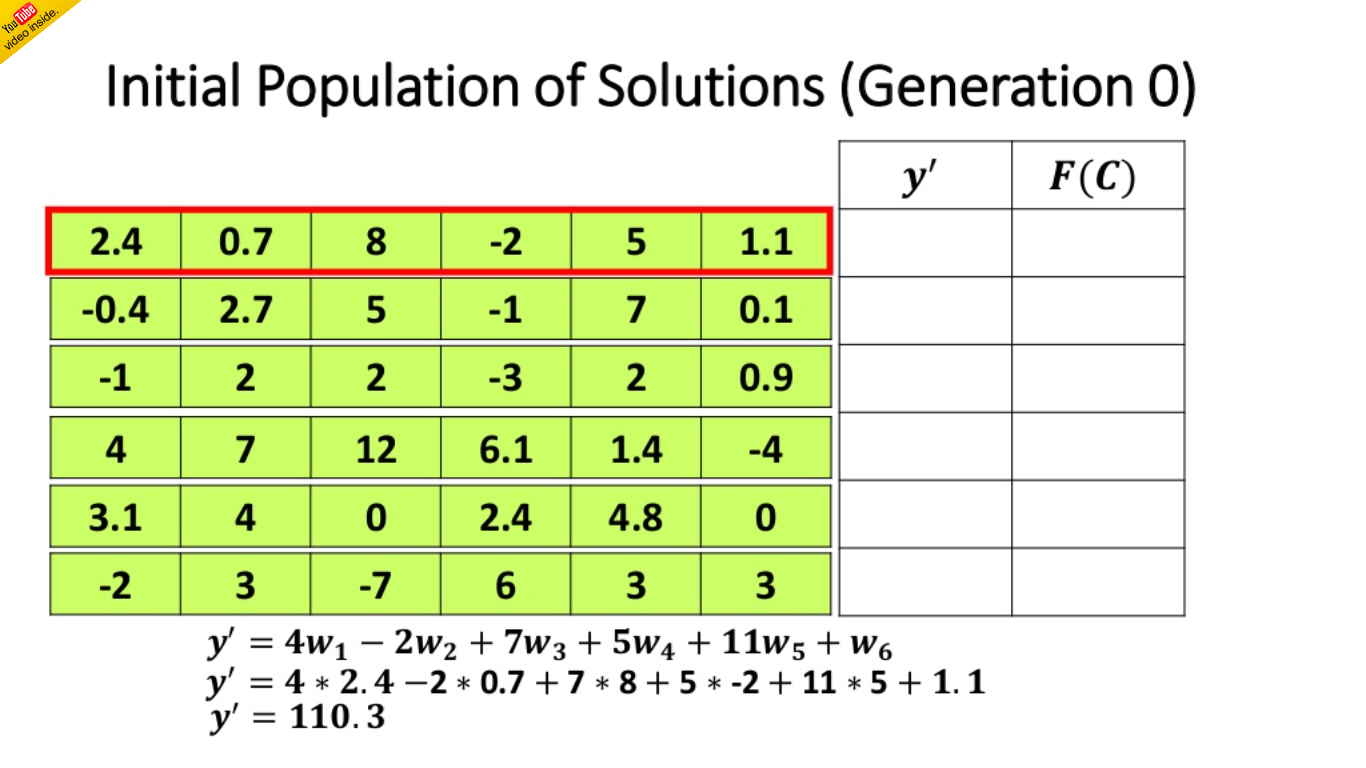 YouTube
video inside.
Initial Population of Solutions (Generation 0)
y′ F(C)
2.4 0.7 8 -2 5 1.1
-0.4 2.7 5 -1 7 0.1
-1 2 2 -3 2 0.9
4 7 12 6.1 1.4 -4
3.1 4 0 2.4 4.8 0
-2 3 -7 6 3 3
y′ = 4w₁ − 2w₂ + 7w₃ + 5w₄ + 11w₅ + w₆
y′ = 4 * 2.4 −2 * 0.7 + 7 * 8 + 5 * -2 + 11 * 5 + 1.1
y′ = 110.3